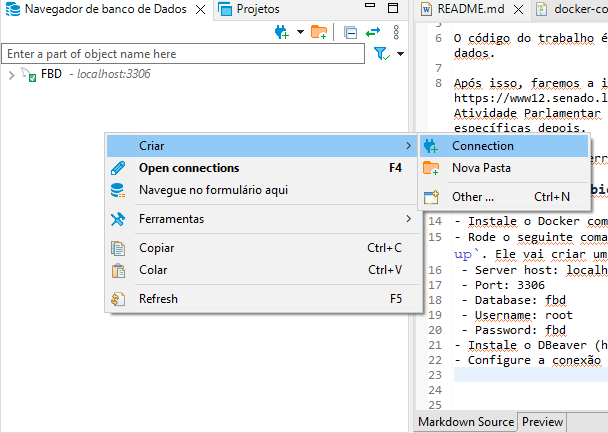 Navegador de banco de Dados
Projetos
Enter a part of object name here
FBD - localhost:3306
Criar
Open connections F4
Navegue no formulário aqui
Ferramentas
Copiar Ctrl+C
Colar Ctrl+V
Refresh F5
Connection
Nova Pasta
Other ... Ctrl+N
README.md
docker-co
6 O código do trabalho é
dados.
7
8 Após isso, faremos a i
https://www12.senado.l
Atividade Parlamentar
específicas depois.
14 - Instale o Docker com
15 - Rode o seguinte coma
up`. Ele vai criar um
16 - Server host: localh
17 - Port: 3306
18 - Database: fbd
19 - Username: root
20 - Password: fbd
21 - Instale o DBeaver (h
22 - Configure a conexão
23
24
25
Markdown Source
Preview